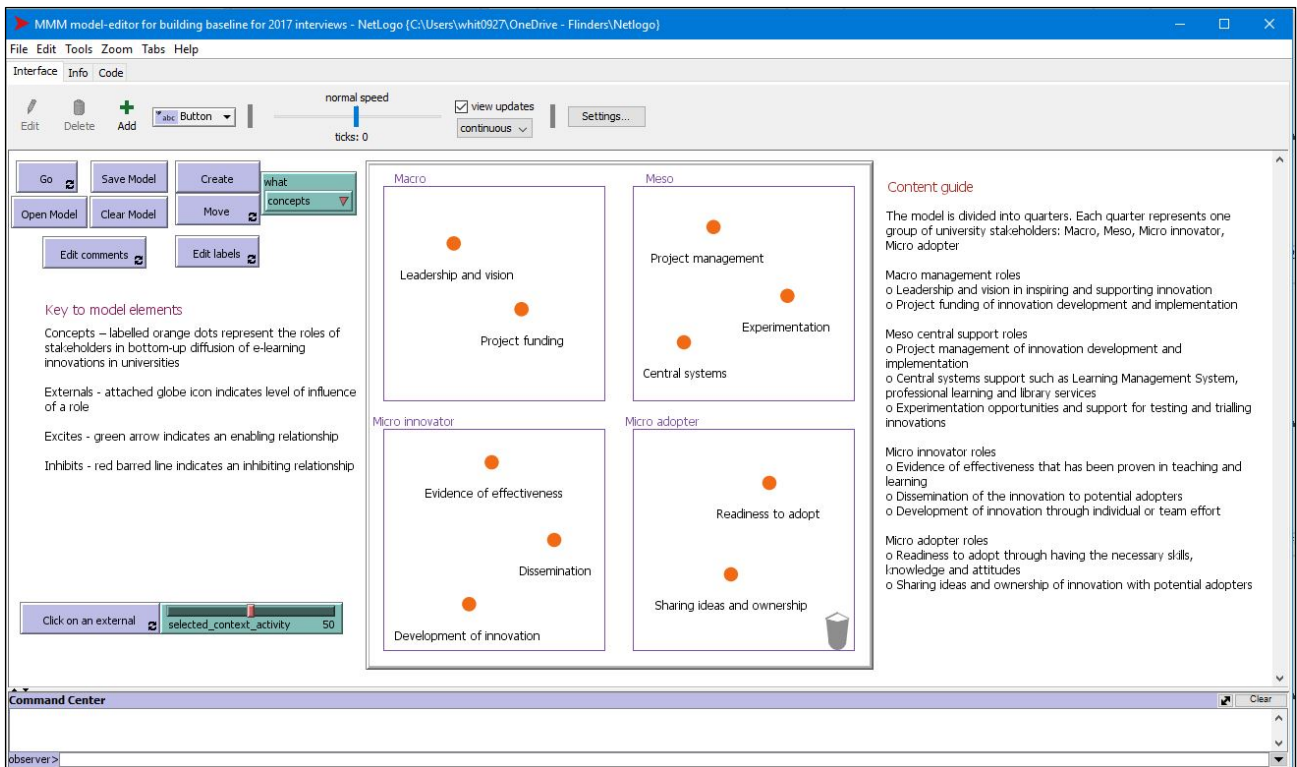 MMM model-editor for building baseline for 2017 interviews - NetLogo {C:\Users\whit0927\OneDrive - Flinders\Netlogo}
File Edit Tools Zoom Tabs Help
Interface Info Code
normal speed
Edit Delete Add abc Button view updates Settings...
continuous
ticks: 0
Go Save Model Create what
concepts
Open Model Clear Model Move
Edit comments Edit labels
Key to model elements
Concepts – labelled orange dots represent the roles of
stakeholders in bottom-up diffusion of e-learning
innovations in universities
Externals - attached globe icon indicates level of influence
of a role
Excites - green arrow indicates an enabling relationship
Inhibits - red barred line indicates an inhibiting relationship
Click on an external selected_context_activity 50
Macro
Leadership and vision
Project funding
Meso
Project management
Experimentation
Central systems
Micro innovator
Evidence of effectiveness
Dissemination
Development of innovation
Micro adopter
Readiness to adopt
Sharing ideas and ownership
Content guide
The model is divided into quarters. Each quarter represents one
group of university stakeholders: Macro, Meso, Micro innovator,
Micro adopter
Macro management roles
o Leadership and vision in inspiring and supporting innovation
o Project funding of innovation development and implementation
Meso central support roles
o Project management of innovation development and
implementation
o Central systems support such as Learning Management System,
professional learning and library services
o Experimentation opportunities and support for testing and trialling
innovations
Micro innovator roles
o Evidence of effectiveness that has been proven in teaching and
learning
o Dissemination of the innovation to potential adopters
o Development of innovation through individual or team effort
Micro adopter roles
o Readiness to adopt through having the necessary skills,
knowledge and attitudes
o Sharing ideas and ownership of innovation with potential adopters
Command Center Clear
observer>